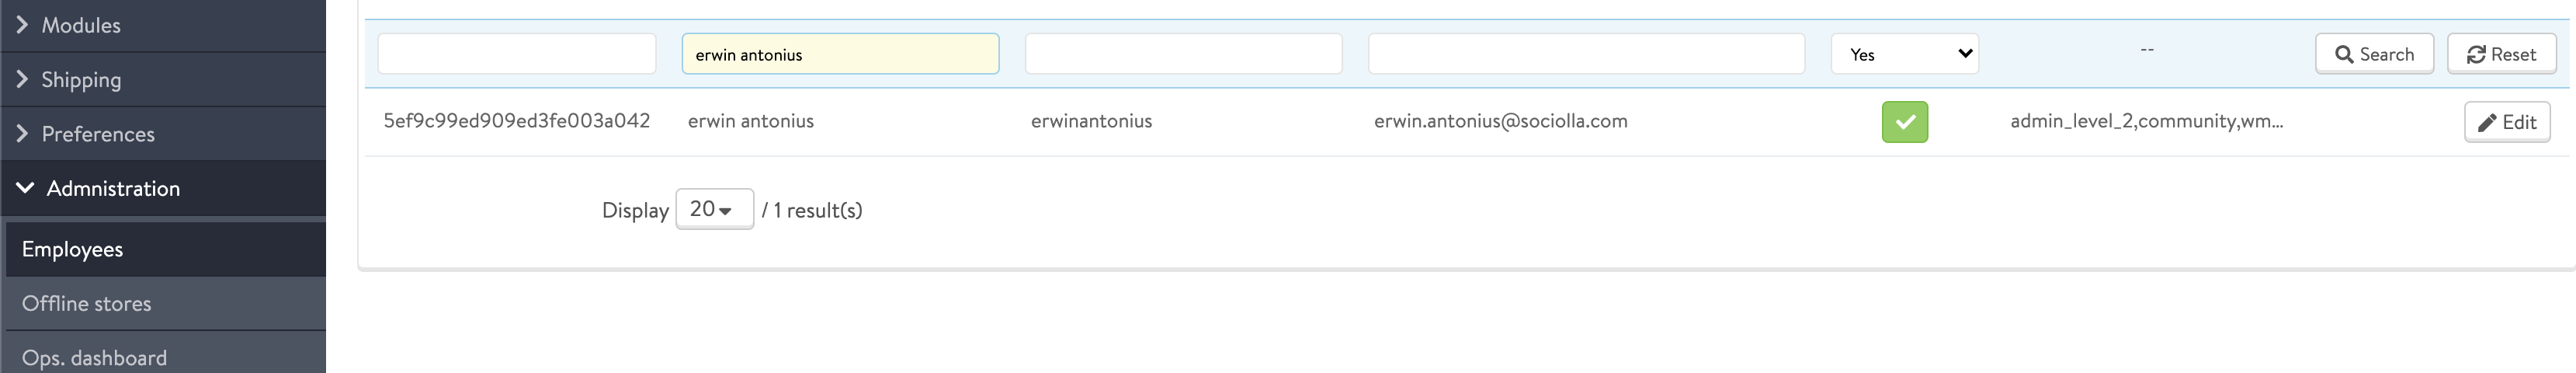 Modules
Shipping
Preferences
Admnistration
Employees
Offline stores
Ops. dashboard
erwin antonius Yes -- Search Reset
5ef9c99ed909ed3fe003a042 erwin antonius erwinantonius erwin.antonius@sociolla.com admin_level_2,community,wm... Edit
Display 20 / 1 result(s)